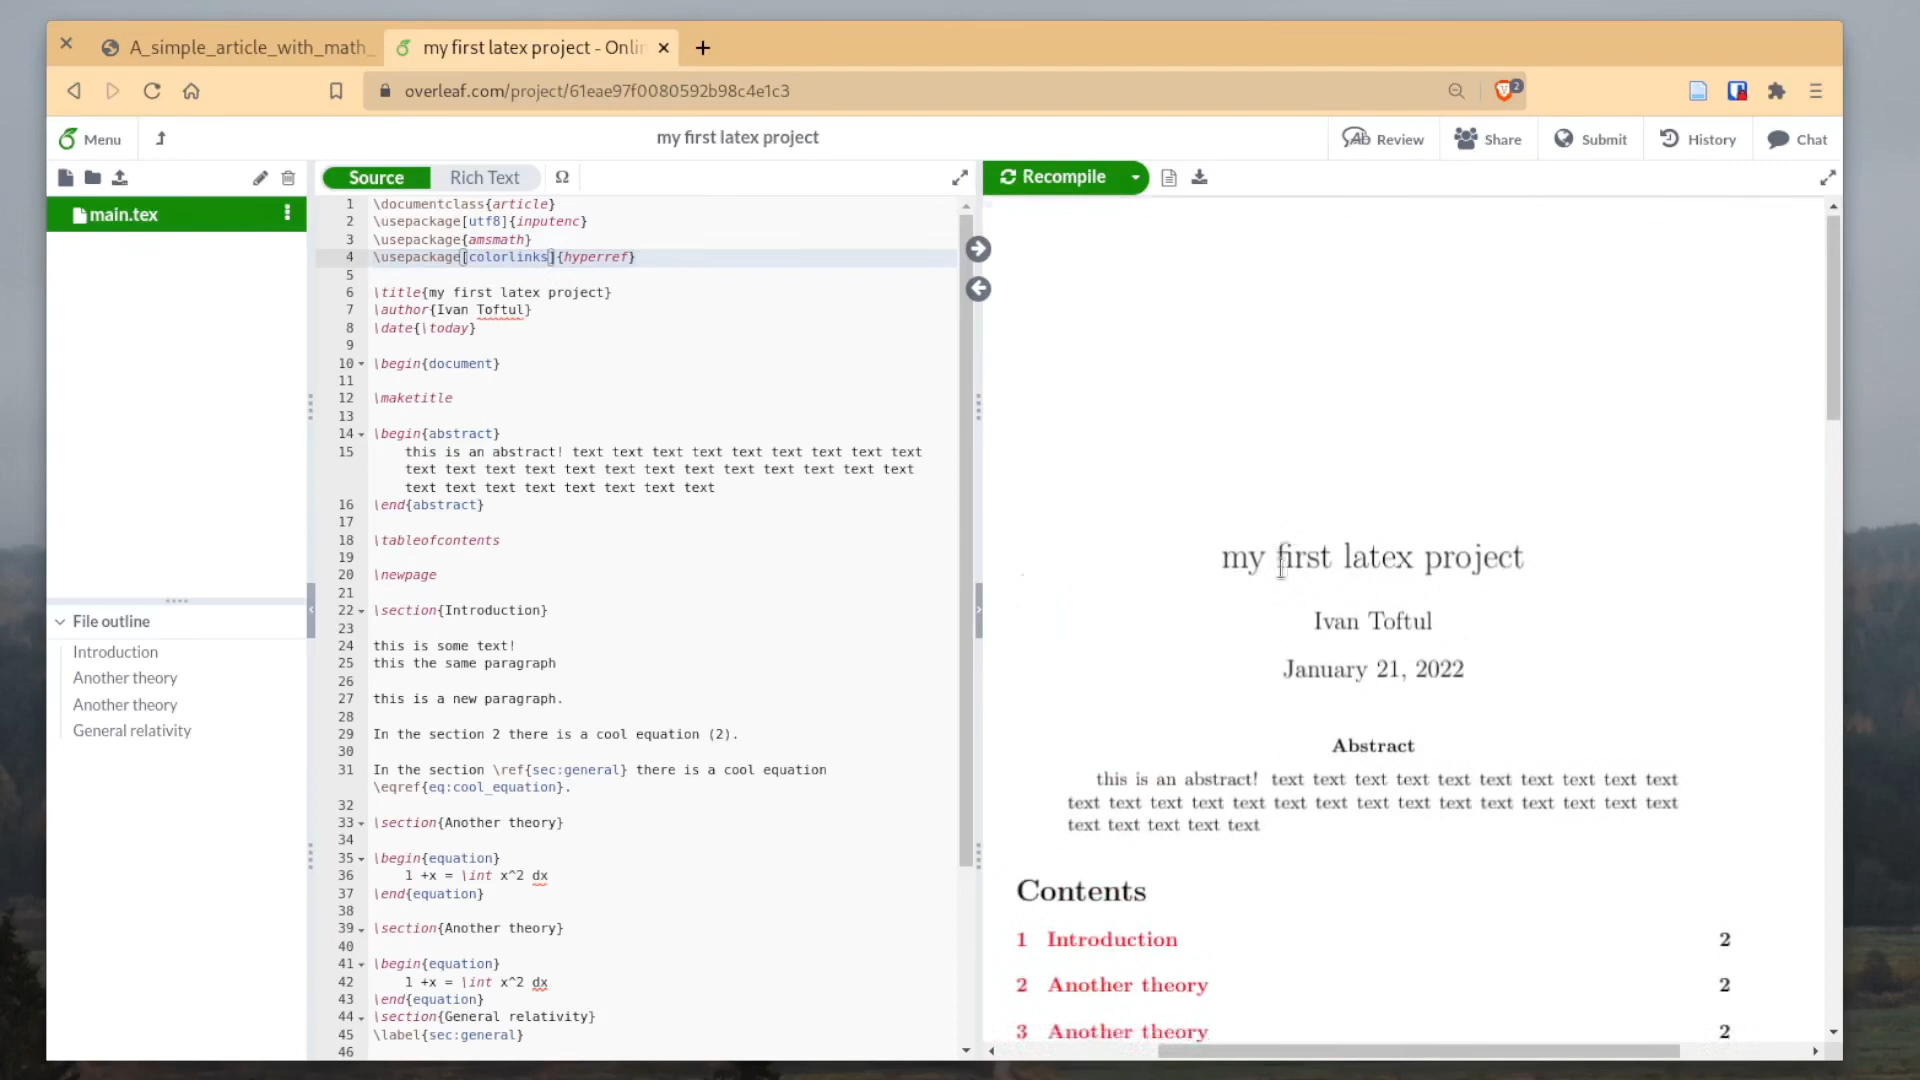 A_simple_article_with_math_
my first latex project - Onli
overleaf.com/project/61eae97f0080592b98c4e1c3
2
Menu
my first latex project
Review
Share
Submit
History
Chat
Source
Rich Text
Ω
Recompile
main.tex
File outline
Introduction
Another theory
Another theory
General relativity
1 \documentclass{article}
2 \usepackage[utf8]{inputenc}
3 \usepackage{amsmath}
4 \usepackage[colorlinks]{hyperref}
5
6 \title{my first latex project}
7 \author{Ivan Toftul}
8 \date{\today}
9
10 \begin{document}
11
12 \maketitle
13
14 \begin{abstract}
15 this is an abstract! text text text text text text text text text
text text text text text text text text text text text text text
text text text text text text text text
16 \end{abstract}
17
18 \tableofcontents
19
20 \newpage
21
22 \section{Introduction}
23
24 this is some text!
25 this the same paragraph
26
27 this is a new paragraph.
28
29 In the section 2 there is a cool equation (2).
30
31 In the section \ref{sec:general} there is a cool equation
\eqref{eq:cool_equation}.
32
33 \section{Another theory}
34
35 \begin{equation}
36 1 +x = \int x^2 dx
37 \end{equation}
38
39 \section{Another theory}
40
41 \begin{equation}
42 1 +x = \int x^2 dx
43 \end{equation}
44 \section{General relativity}
45 \label{sec:general}
46
my first latex project
Ivan Toftul
January 21, 2022
Abstract
this is an abstract! text text text text text text text text text text
text text text text text text text text text text text text text text text
text text text text text
Contents
1 Introduction 2
2 Another theory 2
3 Another theory 2